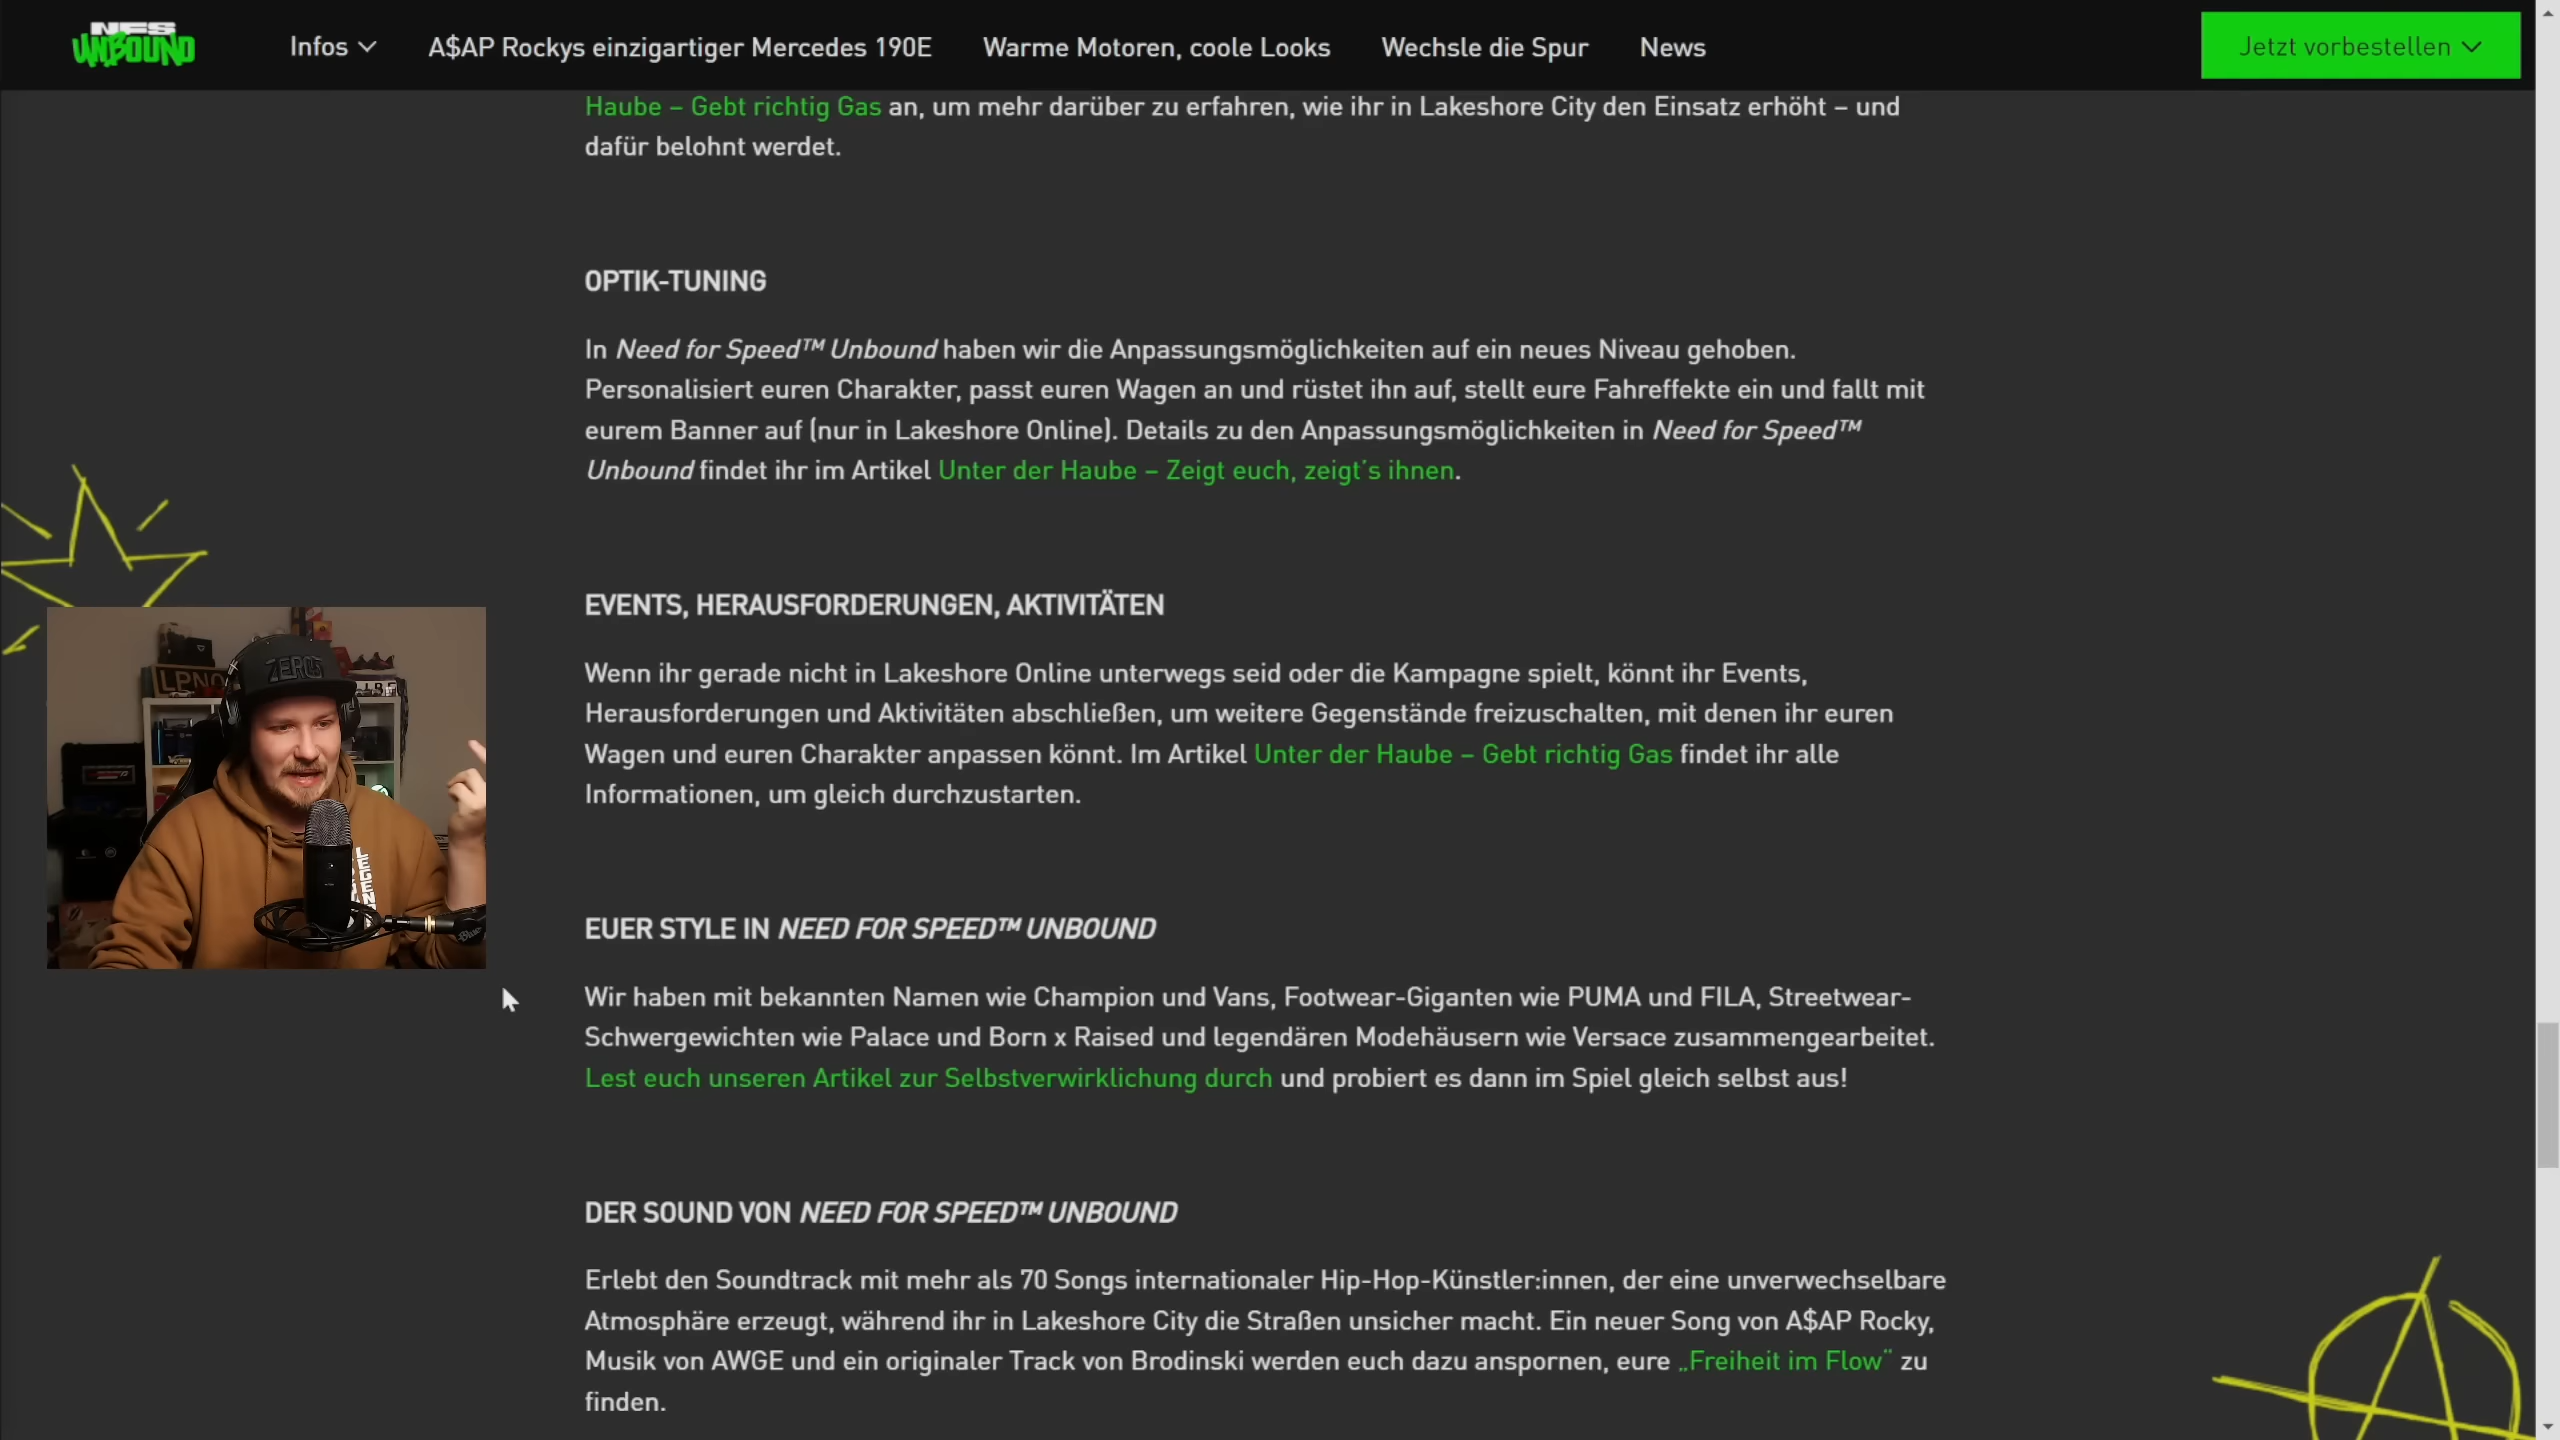 NFS
UNBOUND
Infos
A$AP Rockys einzigartiger Mercedes 190E
Warme Motoren, coole Looks
Wechsle die Spur
News
Jetzt vorbestellen
Haube – Gebt richtig Gas an, um mehr darüber zu erfahren, wie ihr in Lakeshore City den Einsatz erhöht – und
dafür belohnt werdet.
OPTIK-TUNING
In Need for Speed™ Unbound haben wir die Anpassungsmöglichkeiten auf ein neues Niveau gehoben.
Personalisiert euren Charakter, passt euren Wagen an und rüstet ihn auf, stellt eure Fahreffekte ein und fallt mit
eurem Banner auf (nur in Lakeshore Online). Details zu den Anpassungsmöglichkeiten in Need for Speed™
Unbound findet ihr im Artikel Unter der Haube – Zeigt euch, zeigt's ihnen.
EVENTS, HERAUSFORDERUNGEN, AKTIVITÄTEN
Wenn ihr gerade nicht in Lakeshore Online unterwegs seid oder die Kampagne spielt, könnt ihr Events,
Herausforderungen und Aktivitäten abschließen, um weitere Gegenstände freizuschalten, mit denen ihr euren
Wagen und euren Charakter anpassen könnt. Im Artikel Unter der Haube – Gebt richtig Gas findet ihr alle
Informationen, um gleich durchzustarten.
ZEROS
LPNO
EUER STYLE IN NEED FOR SPEED™ UNBOUND
Wir haben mit bekannten Namen wie Champion und Vans, Footwear-Giganten wie PUMA und FILA, Streetwear-
Schwergewichten wie Palace und Born x Raised und legendären Modehäusern wie Versace zusammengearbeitet.
Lest euch unseren Artikel zur Selbstverwirklichung durch und probiert es dann im Spiel gleich selbst aus!
DER SOUND VON NEED FOR SPEED™ UNBOUND
Erlebt den Soundtrack mit mehr als 70 Songs internationaler Hip-Hop-Künstler:innen, der eine unverwechselbare
Atmosphäre erzeugt, während ihr in Lakeshore City die Straßen unsicher macht. Ein neuer Song von A$AP Rocky,
Musik von AWGE und ein originaler Track von Brodinski werden euch dazu anspornen, eure „Freiheit im Flow" zu
finden.